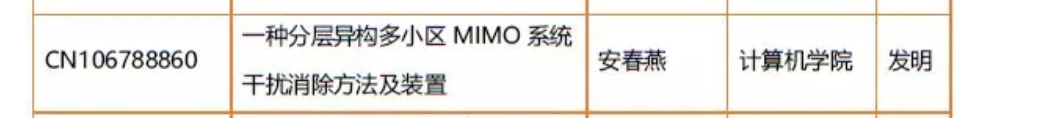 CN106788860
一种分层异构多小区 MIMO 系统
干扰消除方法及装置
安春燕
计算机学院
发明